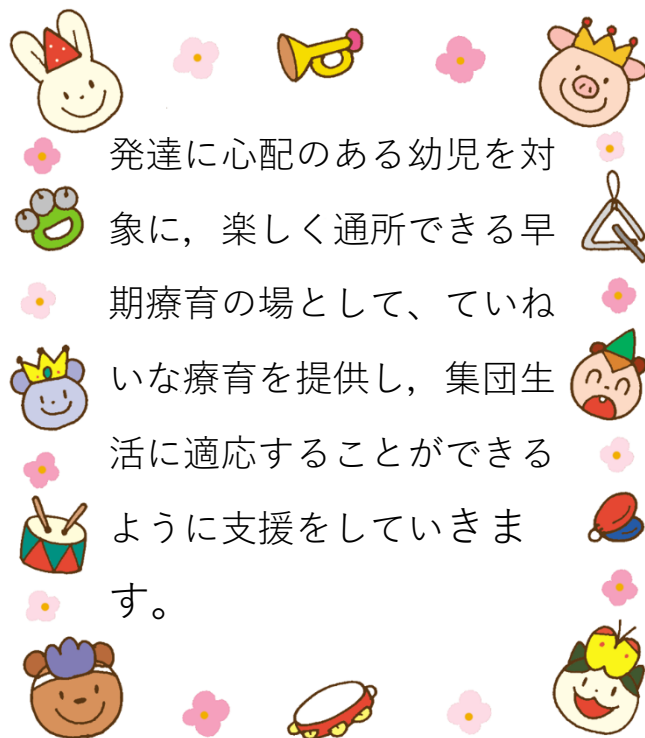 発達に心配のある幼児を対
象に，楽しく通所できる早
期療育の場として、ていね
いな療育を提供し，集団生
活に適応することができる
ように支援をしていきま
す。